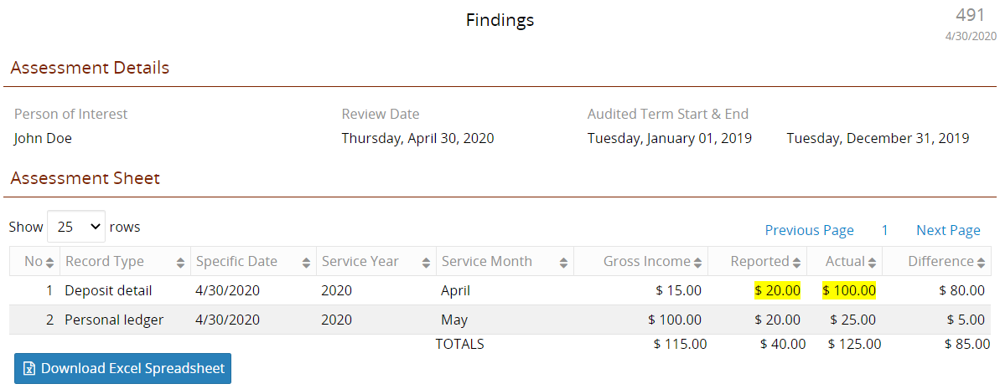 Findings
491
4/30/2020
Assessment Details
Person of Interest Review Date Audited Term Start & End
John Doe Thursday, April 30, 2020 Tuesday, January 01, 2019 Tuesday, December 31, 2019
Assessment Sheet
Show 25 rows
Previous Page 1 Next Page
No Record Type Specific Date Service Year Service Month Gross Income Reported Actual Difference
1 Deposit detail 4/30/2020 2020 April $ 15.00 $ 20.00 $ 100.00 $ 80.00
2 Personal ledger 4/30/2020 2020 May $ 100.00 $ 20.00 $ 25.00 $ 5.00
TOTALS $ 115.00 $ 40.00 $ 125.00 $ 85.00
Download Excel Spreadsheet